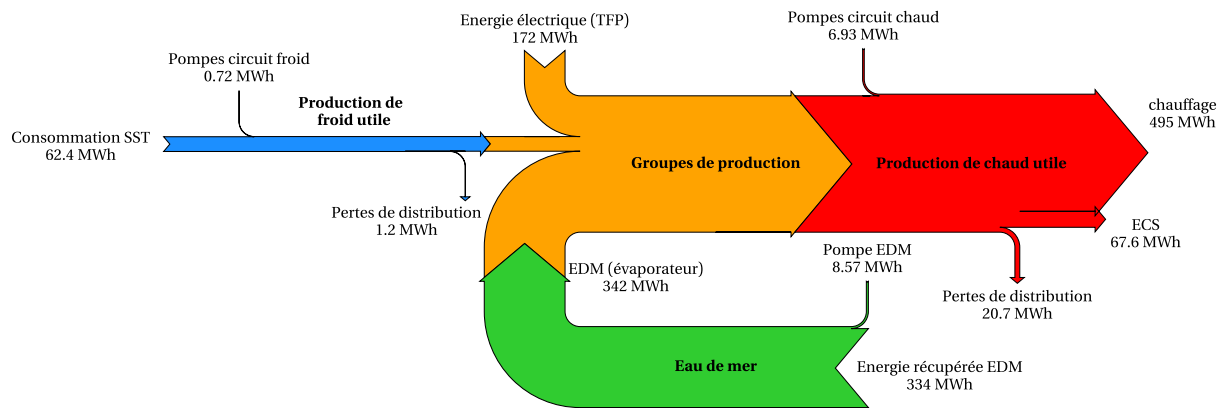 Energie électrique (TFP)
172 MWh
Pompes circuit chaud
6.93 MWh
Pompes circuit froid
0.72 MWh
Production de
froid utile
chauffage
495 MWh
Consommation SST
62.4 MWh
Groupes de production
Production de chaud utile
Pertes de distribution
1.2 MWh
ECS
67.6 MWh
Pompe EDM
8.57 MWh
EDM (évaporateur)
342 MWh
Pertes de distribution
20.7 MWh
Eau de mer
Energie récupérée EDM
334 MWh